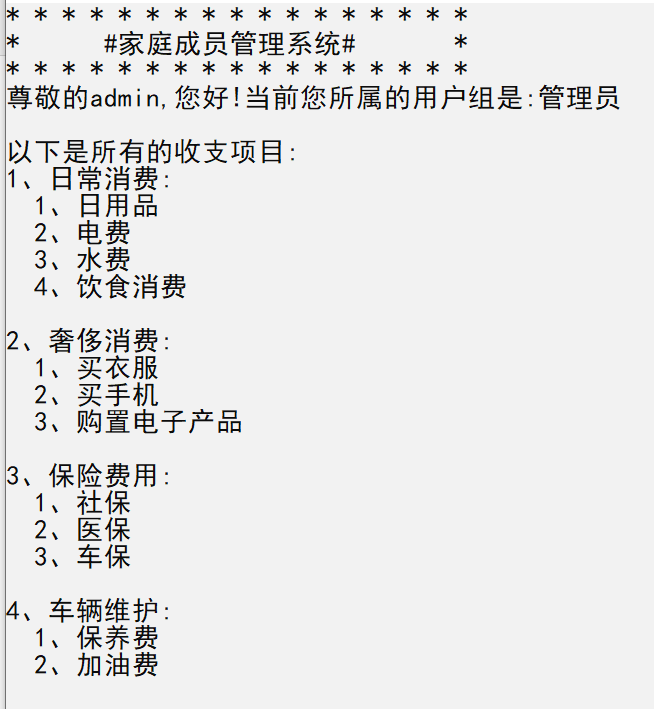 * * * * * * * * * * * * * * * * *
*      #家庭成员管理系统#       *
* * * * * * * * * * * * * * * * *
尊敬的admin,您好!当前您所属的用户组是:管理员
以下是所有的收支项目:
1、日常消费:
  1、日用品
  2、电费
  3、水费
  4、饮食消费
2、奢侈消费:
  1、买衣服
  2、买手机
  3、购置电子产品
3、保险费用:
  1、社保
  2、医保
  3、车保
4、车辆维护:
  1、保养费
  2、加油费